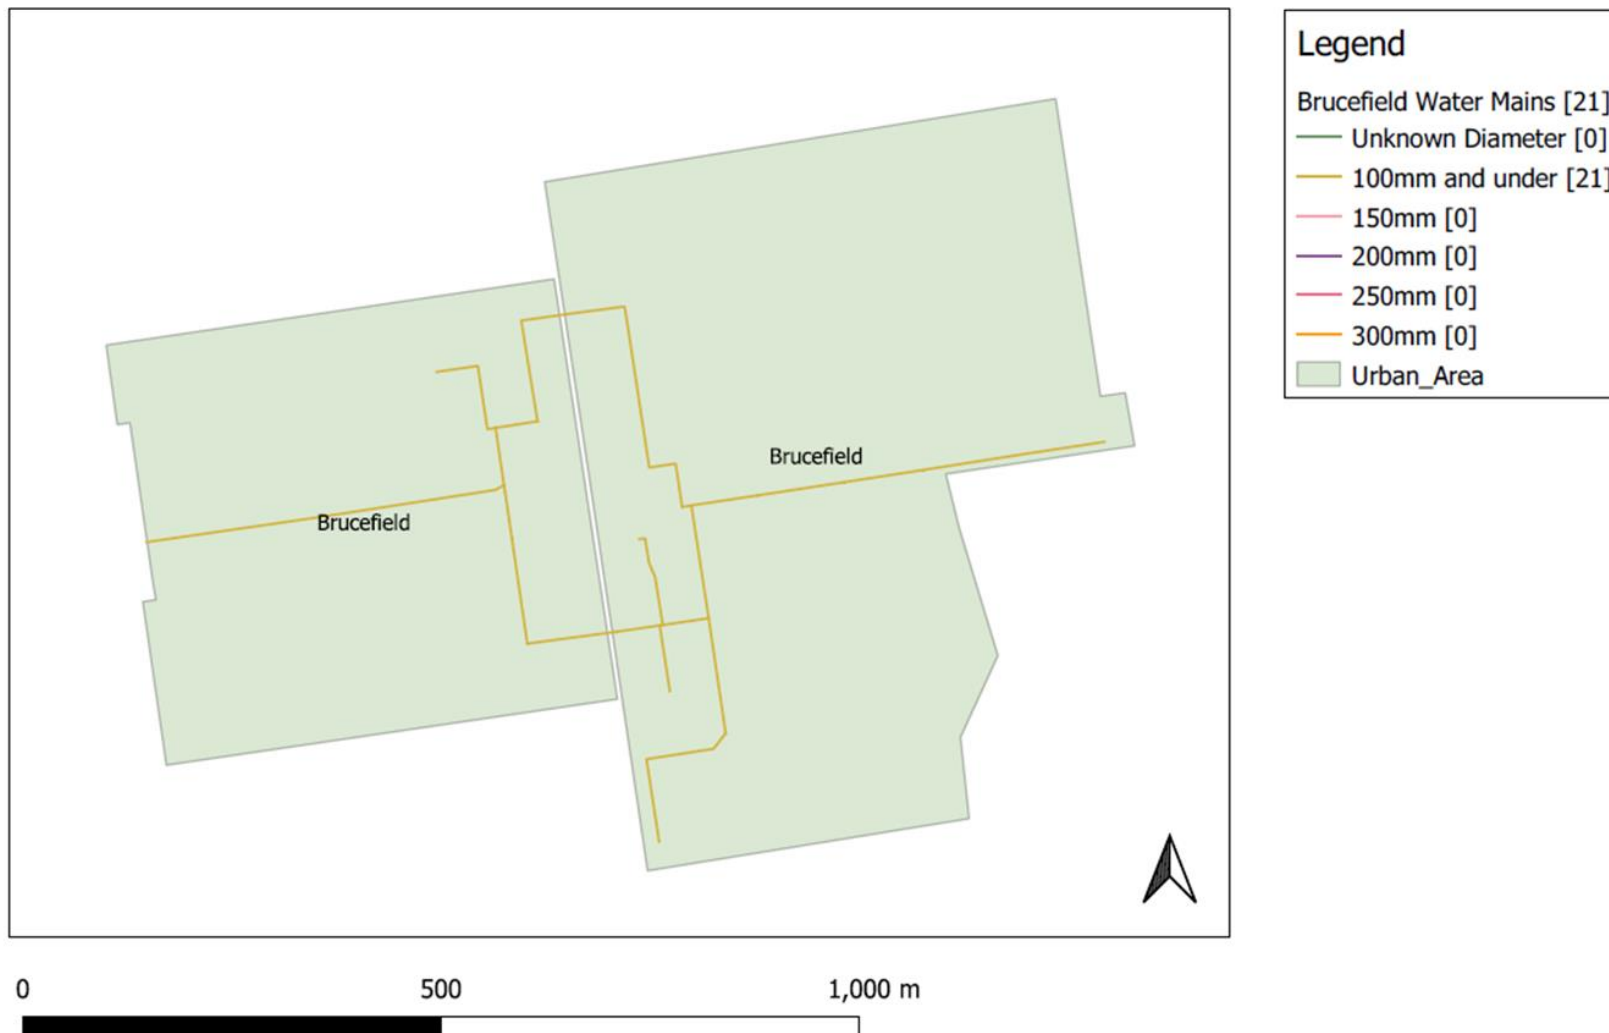 Legend
Brucefield Water Mains [21]
Unknown Diameter [0]
100mm and under [21]
150mm [0]
200mm [0]
250mm [0]
300mm [0]
Urban_Area
Brucefield
Brucefield
0 500 1,000 m